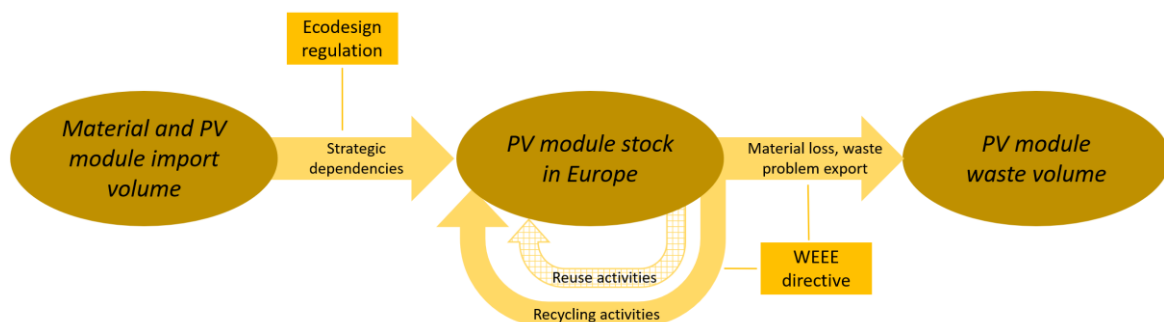 Ecodesign
regulation
Material and PV
module import
volume
Strategic
dependencies
PV module stock
in Europe
Material loss, waste
problem export
PV module
waste volume
WEEE
directive
Reuse activities
Recycling activities